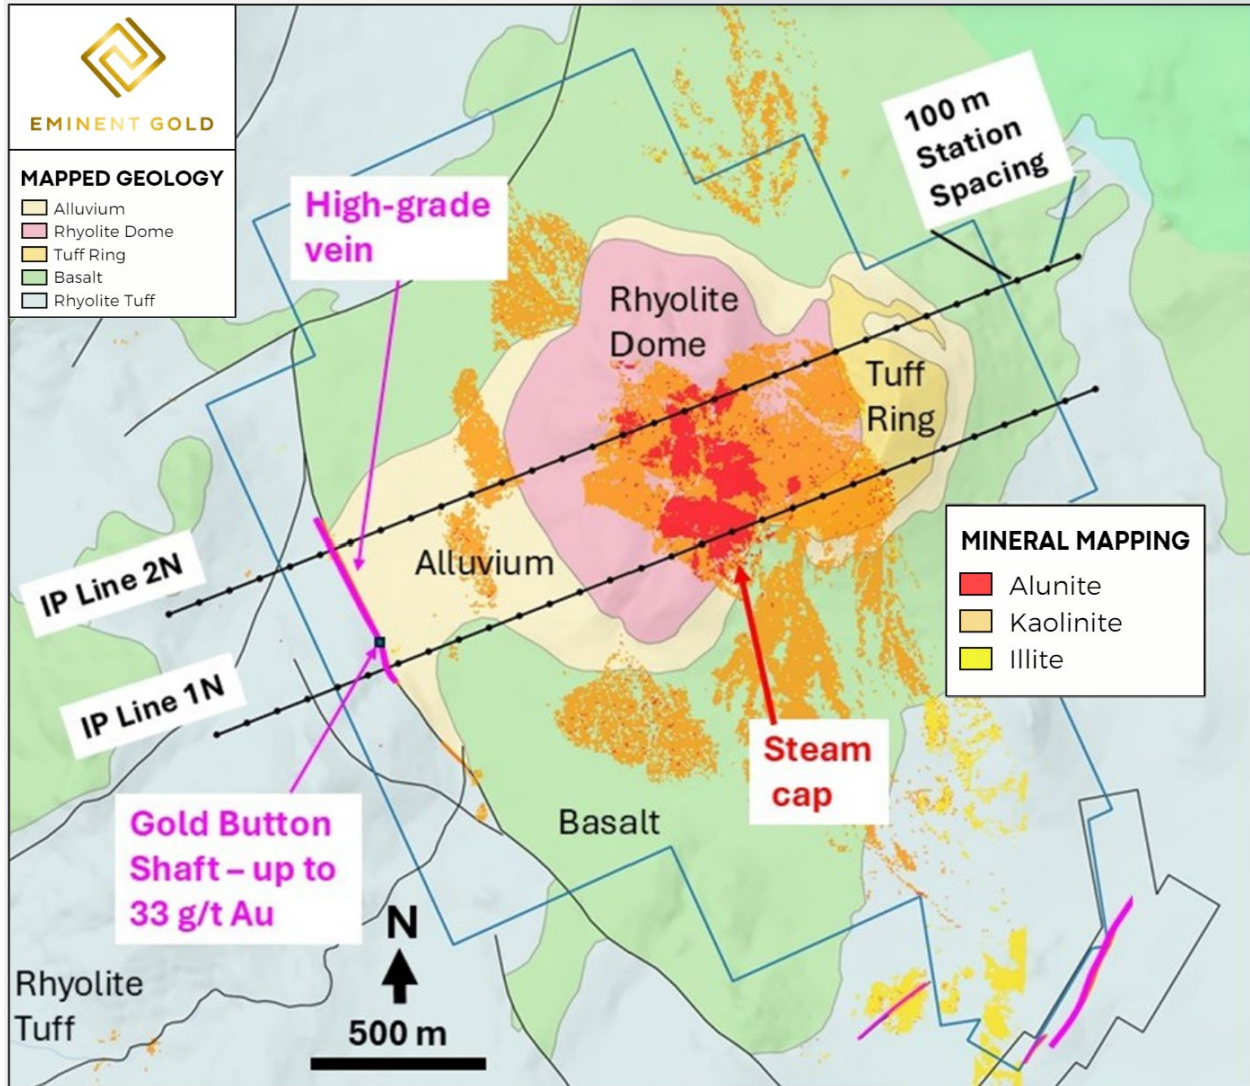 EMINENT GOLD
MAPPED GEOLOGY
Alluvium
Rhyolite Dome
Tuff Ring
Basalt
Rhyolite Tuff
High-grade
vein
100 m
Station
Spacing
Rhyolite
Dome
Tuff
Ring
IP Line 2N
Alluvium
IP Line 1N
MINERAL MAPPING
Alunite
Kaolinite
Illite
Steam
cap
Basalt
Gold Button
Shaft – up to
33 g/t Au
N
500 m
Rhyolite
Tuff